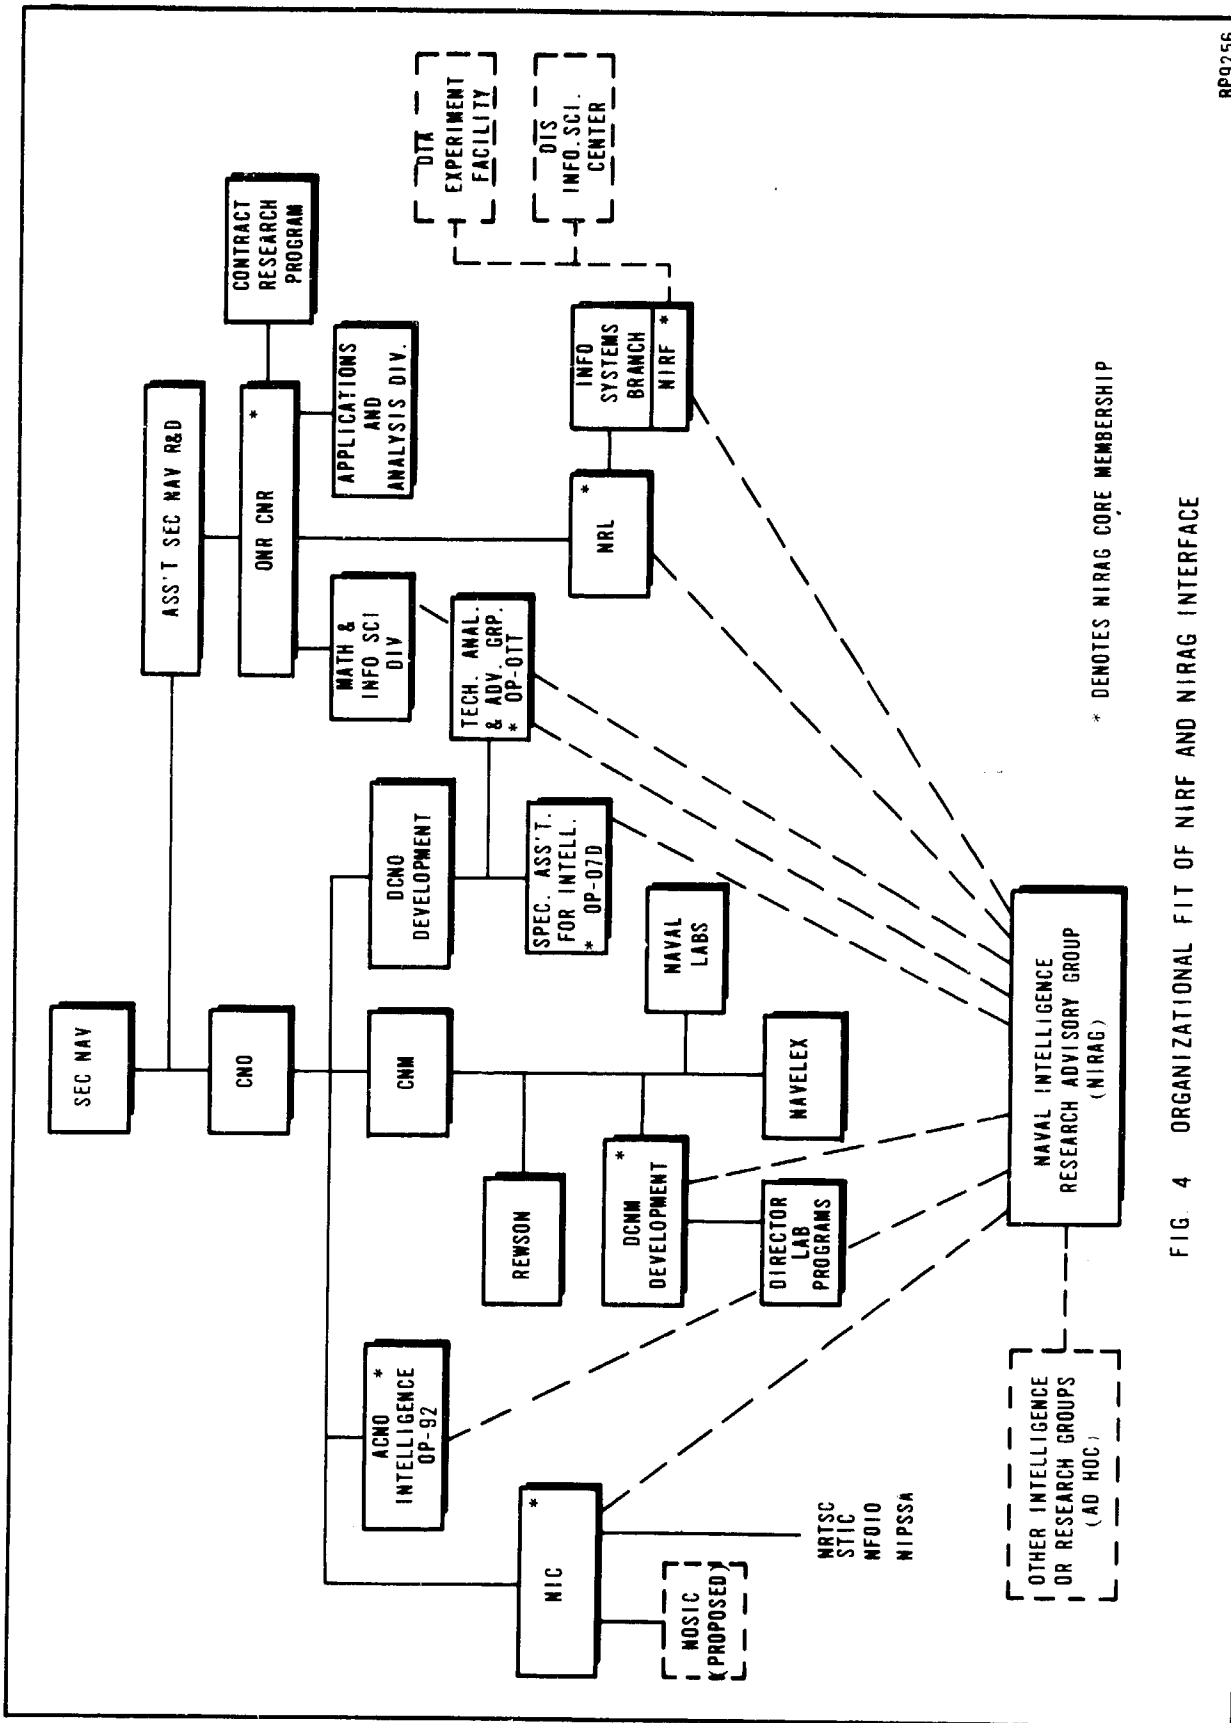 SEC NAV
ASS'T SEC NAV R&D
CNO
ONR CNR *
CONTRACT
RESEARCH
PROGRAM
ACNO *
INTELLIGENCE
OP-92
CNM
DCNO
DEVELOPMENT
MATH &
INFO SCI
DIV
APPLICATIONS
AND
ANALYSIS DIV.
DTA
EXPERIMENT
FACILITY
REWSON
TECH. ANAL.
& ADV. GRP.
* OP-07T
NIC *
SPEC. ASS'T.
FOR INTELL.
* OP-07D
DIS
INFO.SCI.
CENTER
NRL *
INFO
SYSTEMS
BRANCH
NIRF *
DCNM *
DEVELOPMENT
NAVAL
LABS
NOSIC
(PROPOSED)
DIRECTOR
LAB
PROGRAMS
NAVELEX
NRTSC
STIC
NFOIO
NIPSSA
OTHER INTELLIGENCE
OR RESEARCH GROUPS
(AD HOC)
NAVAL INTELLIGENCE
RESEARCH ADVISORY GROUP
(NIRAG)
* DENOTES NIRAG CORE MEMBERSHIP
FIG. 4 ORGANIZATIONAL FIT OF NIRF AND NIRAG INTERFACE
RP9256